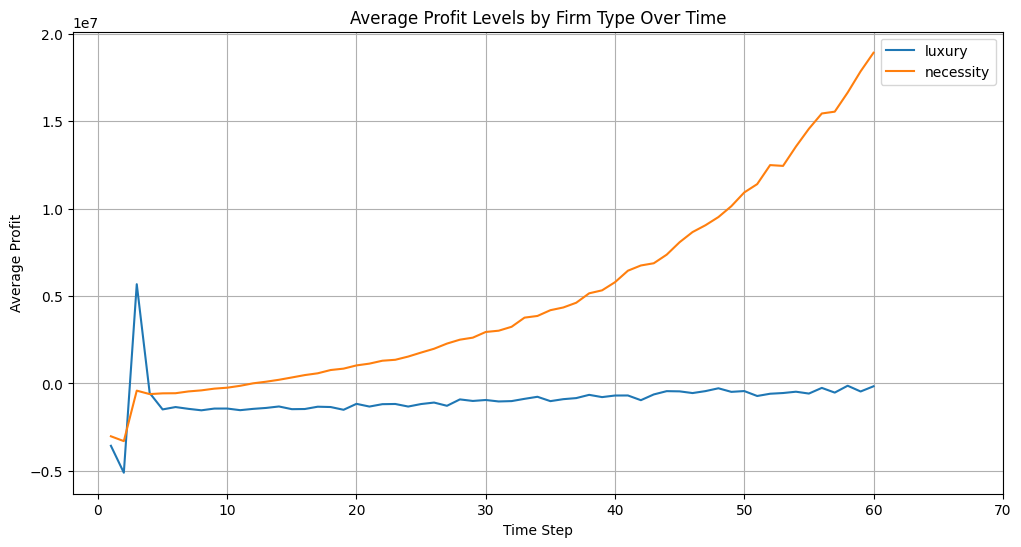 Average Profit Levels by Firm Type Over Time
1e7
2.0
1.5
1.0
0.5
0.0
−0.5
Average Profit
luxury
necessity
0 10 20 30 40 50 60 70
Time Step